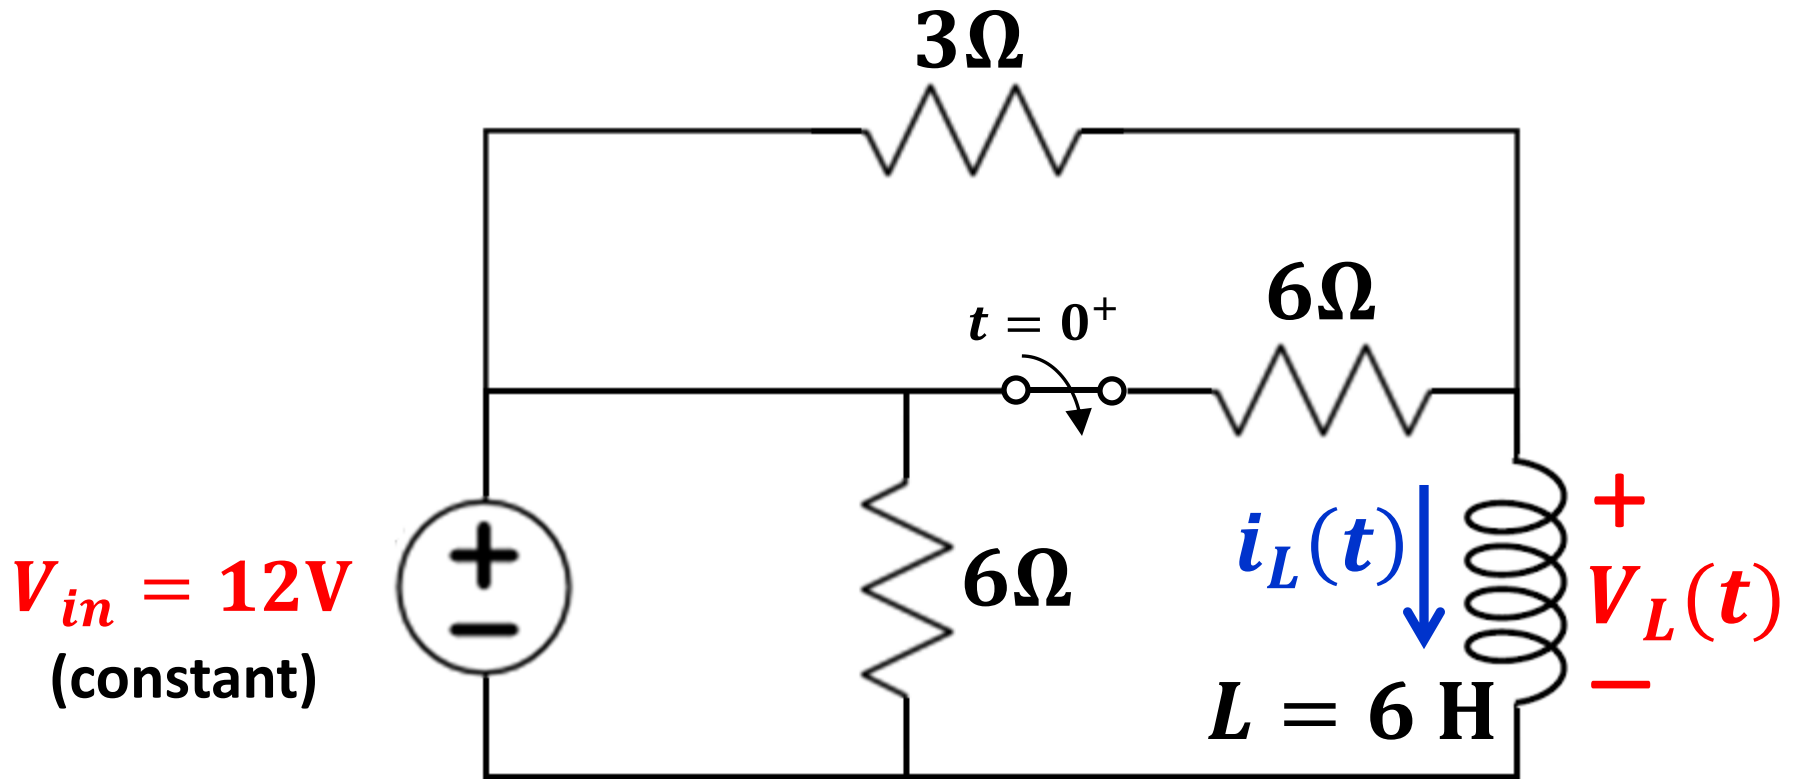 3Ω
6Ω
t = 0⁺
6Ω
V_in = 12V
(constant)
i_L(t)
+
V_L(t)
−
L = 6 H